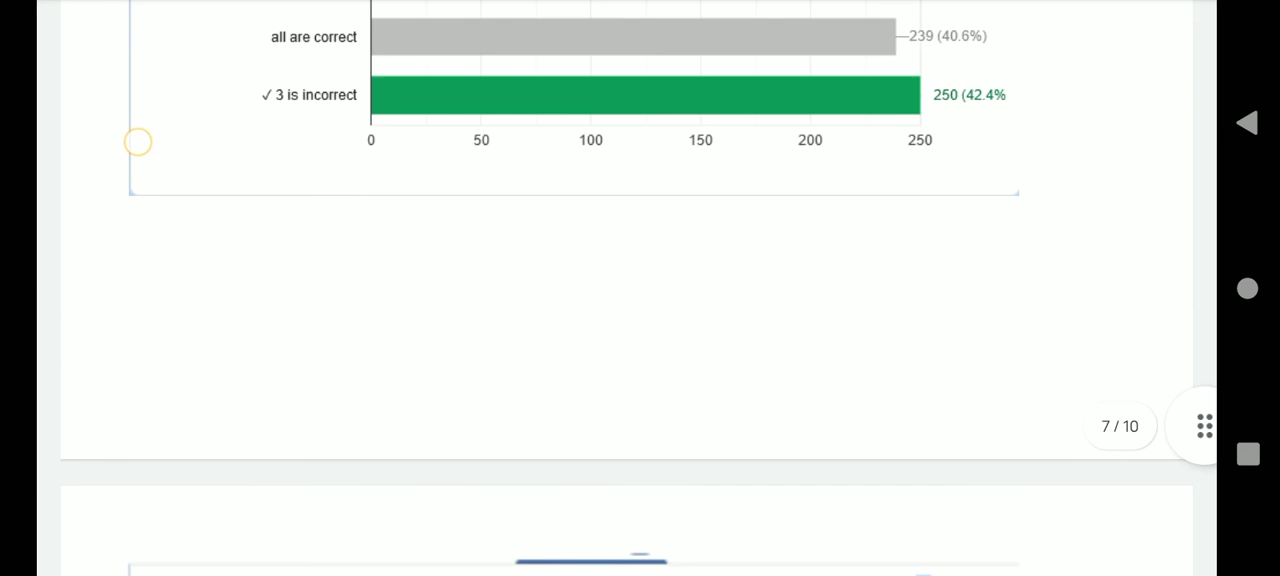 all are correct
239 (40.6%)
✓ 3 is incorrect
250 (42.4%
0 50 100 150 200 250
7 / 10